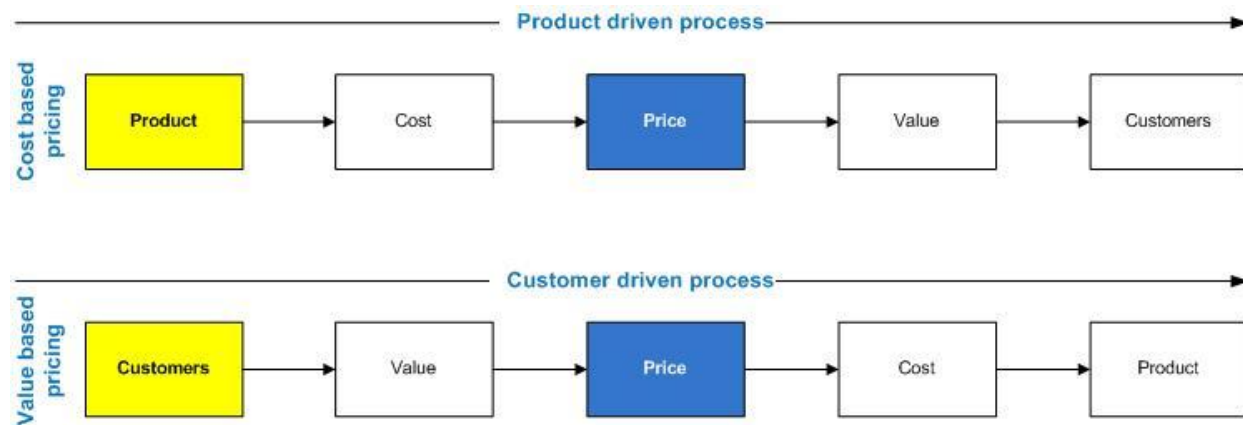 Product driven process
Cost based
pricing
Product
Cost
Price
Value
Customers
Customer driven process
Value based
pricing
Customers
Value
Price
Cost
Product